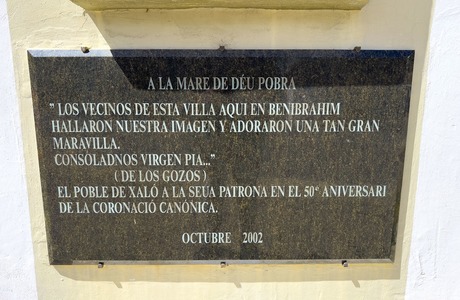 A LA MARE DE DÉU POBRA
" LOS VECINOS DE ESTA VILLA AQUI EN BENIBRAHIM
HALLARON NUESTRA IMAGEN Y ADORARON UNA TAN GRAN
MARAVILLA.
CONSOLADNOS VIRGEN PIA..."
( DE LOS GOZOS )
EL POBLE DE XALÓ A LA SEUA PATRONA EN EL 50è ANIVERSARI
DE LA CORONACIÓ CANÓNICA.
OCTUBRE 2002